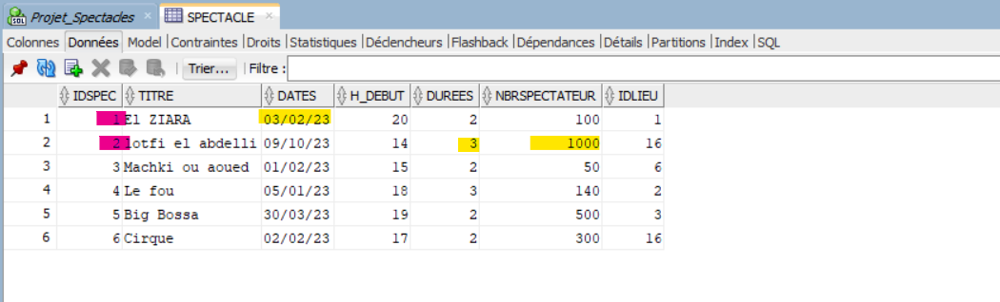 SQL Projet_Spectacles × SPECTACLE ×
Colonnes Données Model Contraintes Droits Statistiques Déclencheurs Flashback Dépendances Détails Partitions Index SQL
Trier... Filtre :
IDSPEC TITRE DATES H_DEBUT DUREES NBRSPECTATEUR IDLIEU
1 1 El ZIARA 03/02/23 20 2 100 1
2 2 lotfi el abdelli 09/10/23 14 3 1000 16
3 3 Machki ou aoued 01/02/23 15 2 50 6
4 4 Le fou 05/01/23 18 3 140 2
5 5 Big Bossa 30/03/23 19 2 500 3
6 6 Cirque 02/02/23 17 2 300 16